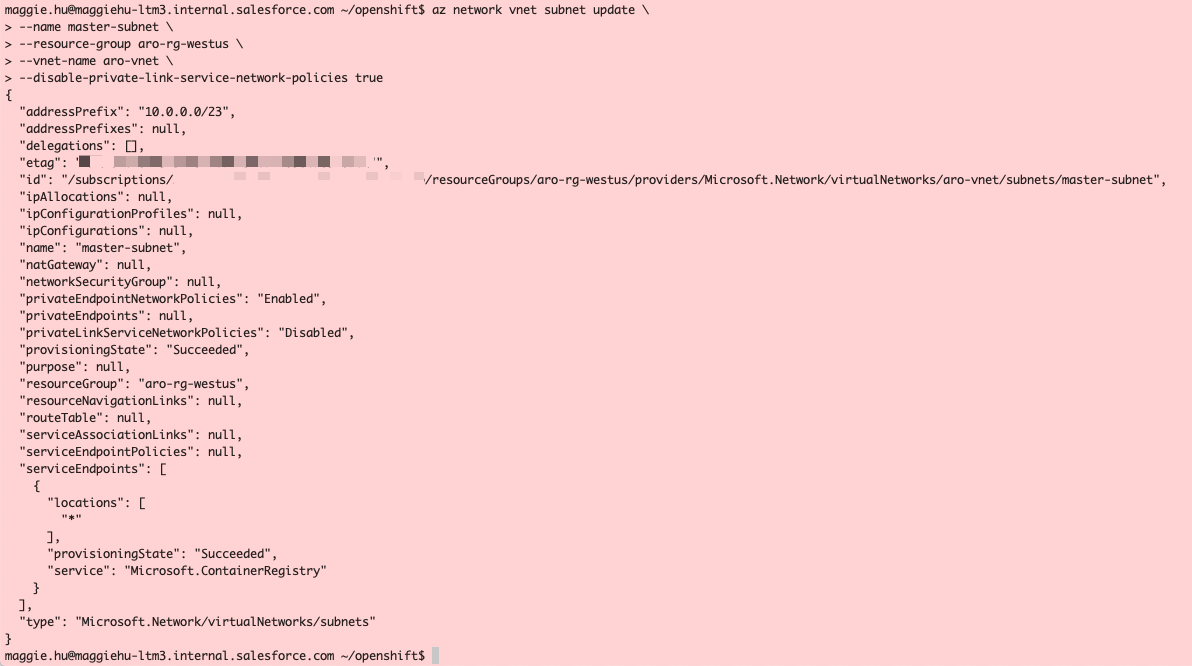 maggie.hu@maggiehu-ltm3.internal.salesforce.com ~/openshift$ az network vnet subnet update \
> --name master-subnet \
> --resource-group aro-rg-westus \
> --vnet-name aro-vnet \
> --disable-private-link-service-network-policies true
{
  "addressPrefix": "10.0.0.0/23",
  "addressPrefixes": null,
  "delegations": [],
  "etag": "",
  "id": "/subscriptions/ /resourceGroups/aro-rg-westus/providers/Microsoft.Network/virtualNetworks/aro-vnet/subnets/master-subnet",
  "ipAllocations": null,
  "ipConfigurationProfiles": null,
  "ipConfigurations": null,
  "name": "master-subnet",
  "natGateway": null,
  "networkSecurityGroup": null,
  "privateEndpointNetworkPolicies": "Enabled",
  "privateEndpoints": null,
  "privateLinkServiceNetworkPolicies": "Disabled",
  "provisioningState": "Succeeded",
  "purpose": null,
  "resourceGroup": "aro-rg-westus",
  "resourceNavigationLinks": null,
  "routeTable": null,
  "serviceAssociationLinks": null,
  "serviceEndpointPolicies": null,
  "serviceEndpoints": [
    {
      "locations": [
        "*"
      ],
      "provisioningState": "Succeeded",
      "service": "Microsoft.ContainerRegistry"
    }
  ],
  "type": "Microsoft.Network/virtualNetworks/subnets"
}
maggie.hu@maggiehu-ltm3.internal.salesforce.com ~/openshift$